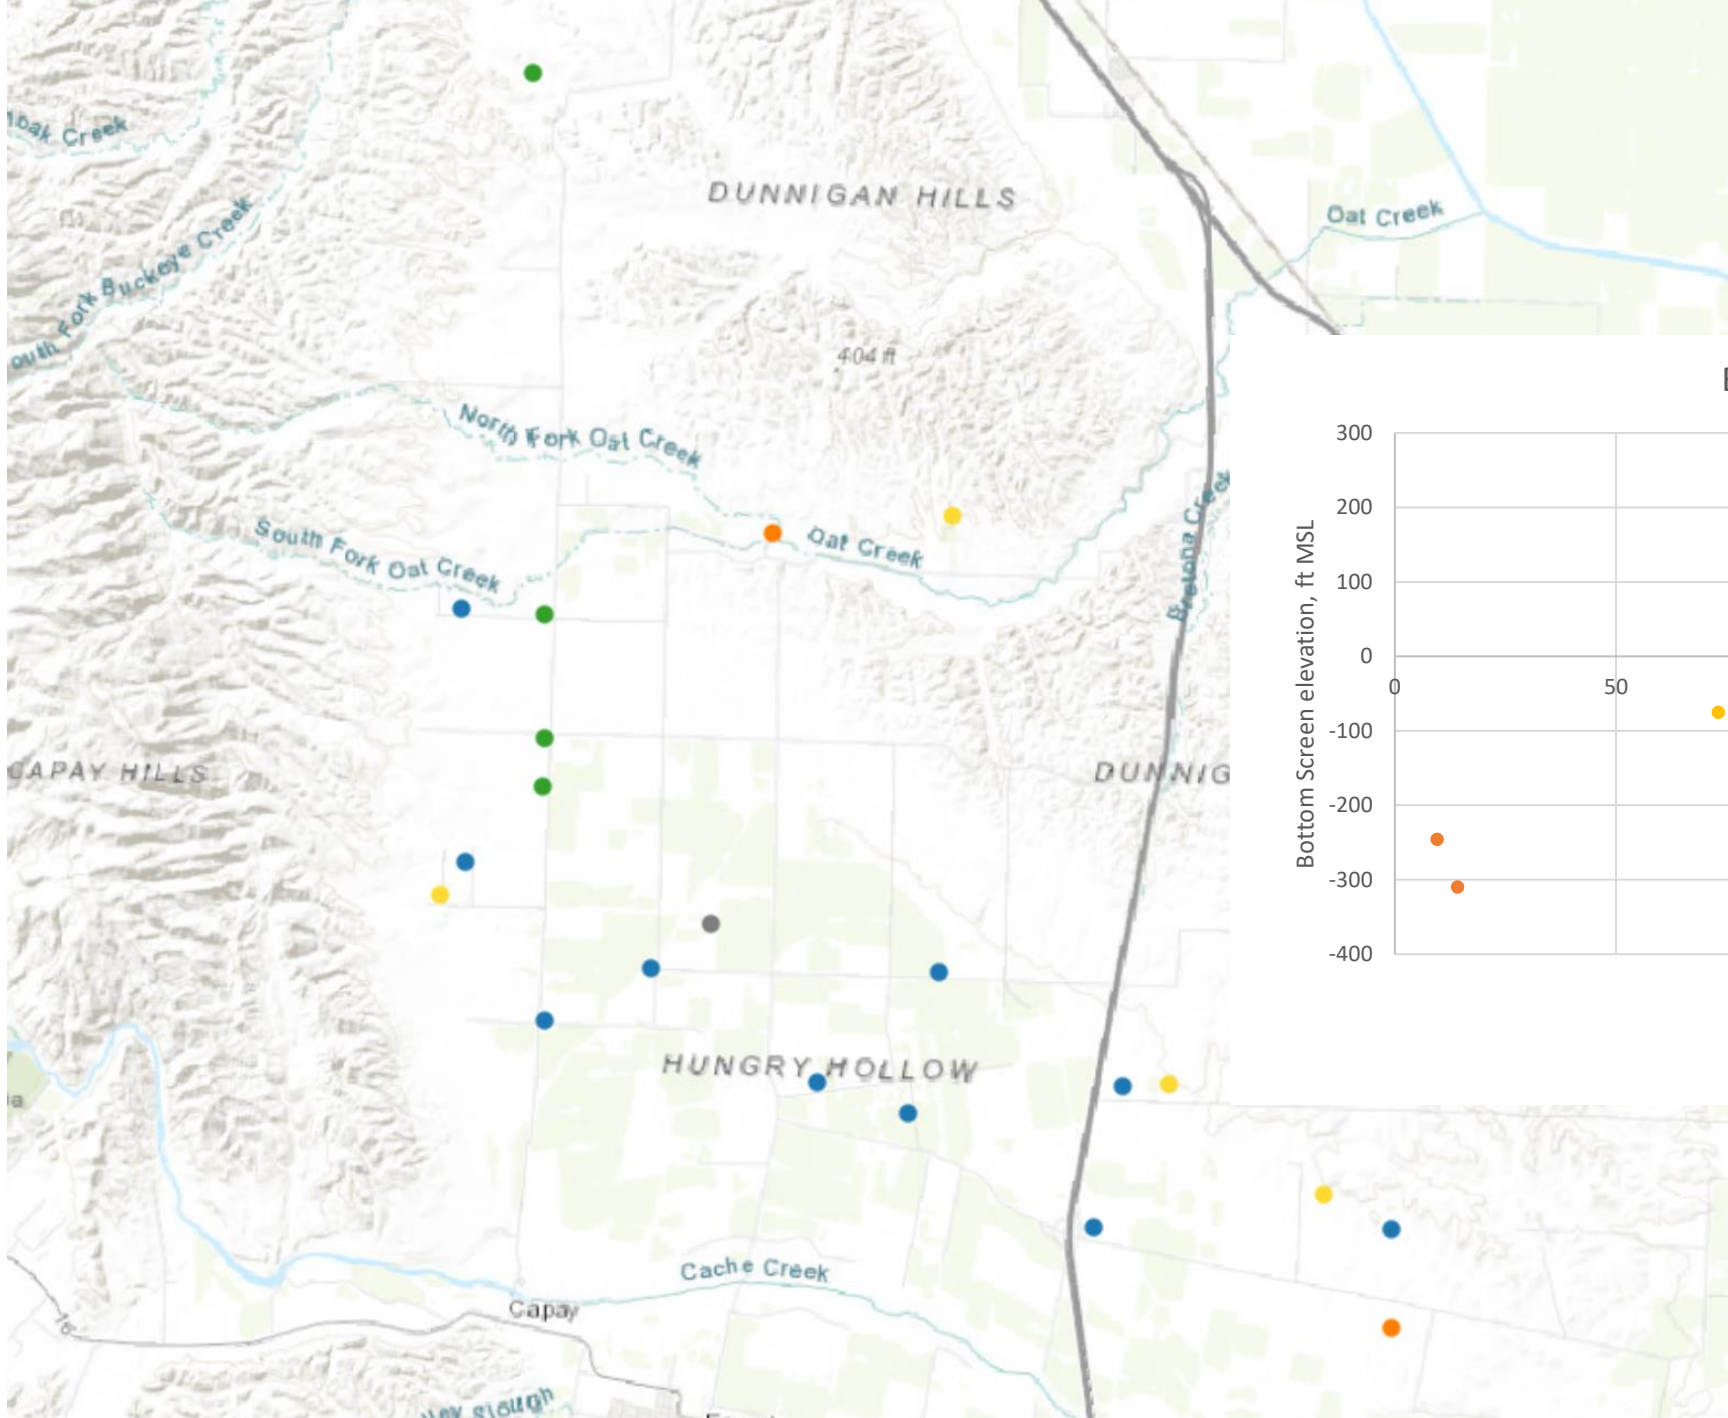 Creek
DUNNIGAN HILLS
Oat Creek
Fork Buckeye Creek
404 ft
North Fork Oat Creek
South Fork Oat Creek
Oat Creek
Bretona Creek
CAPAY HILLS
DUNNIG
HUNGRY HOLLOW
Cache Creek
Capay
16
Slough
300
200
100
0
-100
-200
-300
-400
0
50
Bottom Screen elevation, ft MSL